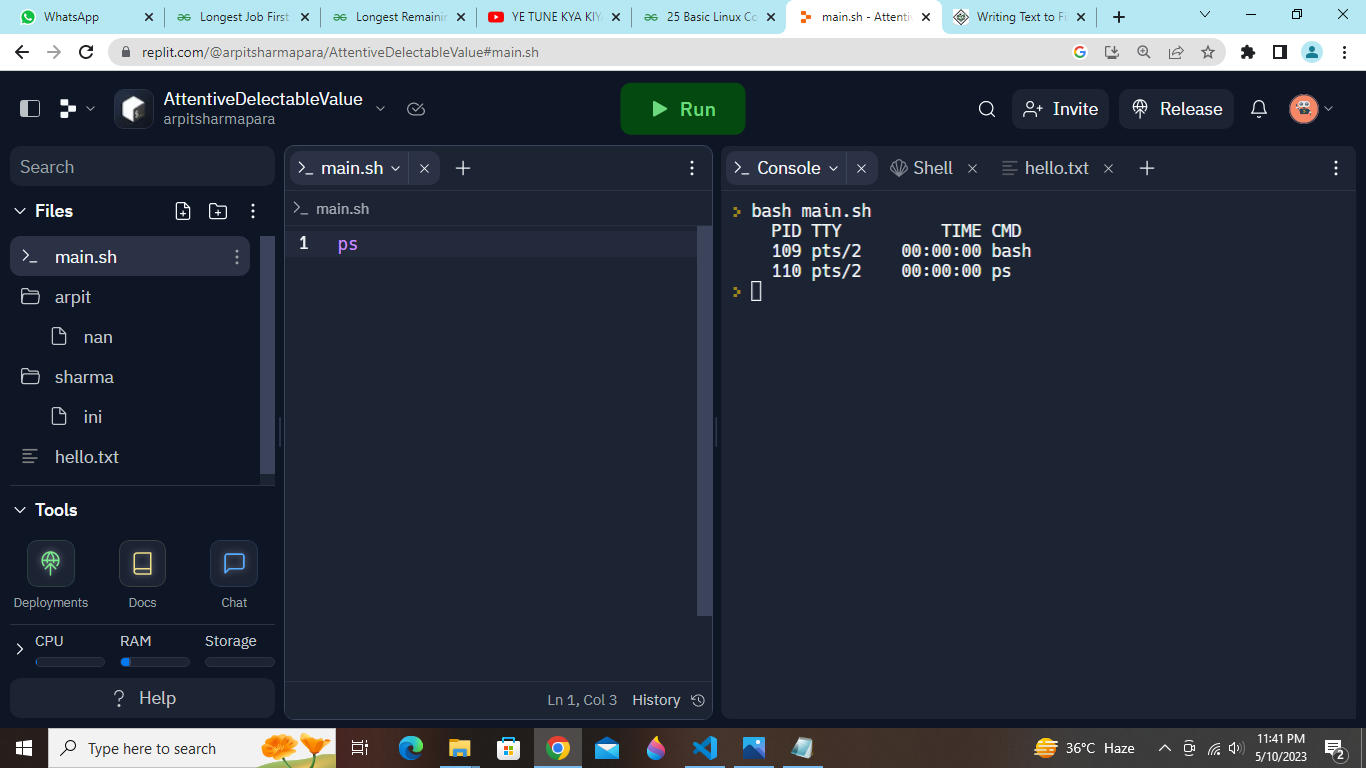 WhatsApp
Longest Job First
Longest Remainin
YE TUNE KYA KIYA
25 Basic Linux Co
main.sh - Attentiv
Writing Text to Fi
replit.com/@arpitsharmapara/AttentiveDelectableValue#main.sh
AttentiveDelectableValue
arpitsharmapara
Run
Invite
Release
Search
Files
main.sh
arpit
nan
sharma
ini
hello.txt
Tools
Deployments
Docs
Chat
CPU
RAM
Storage
? Help
main.sh
main.sh
1 ps
Ln 1, Col 3
History
Console
Shell
hello.txt
> bash main.sh
PID TTY TIME CMD
109 pts/2 00:00:00 bash
110 pts/2 00:00:00 ps
>
Type here to search
36°C Haze
11:41 PM
5/10/2023
2